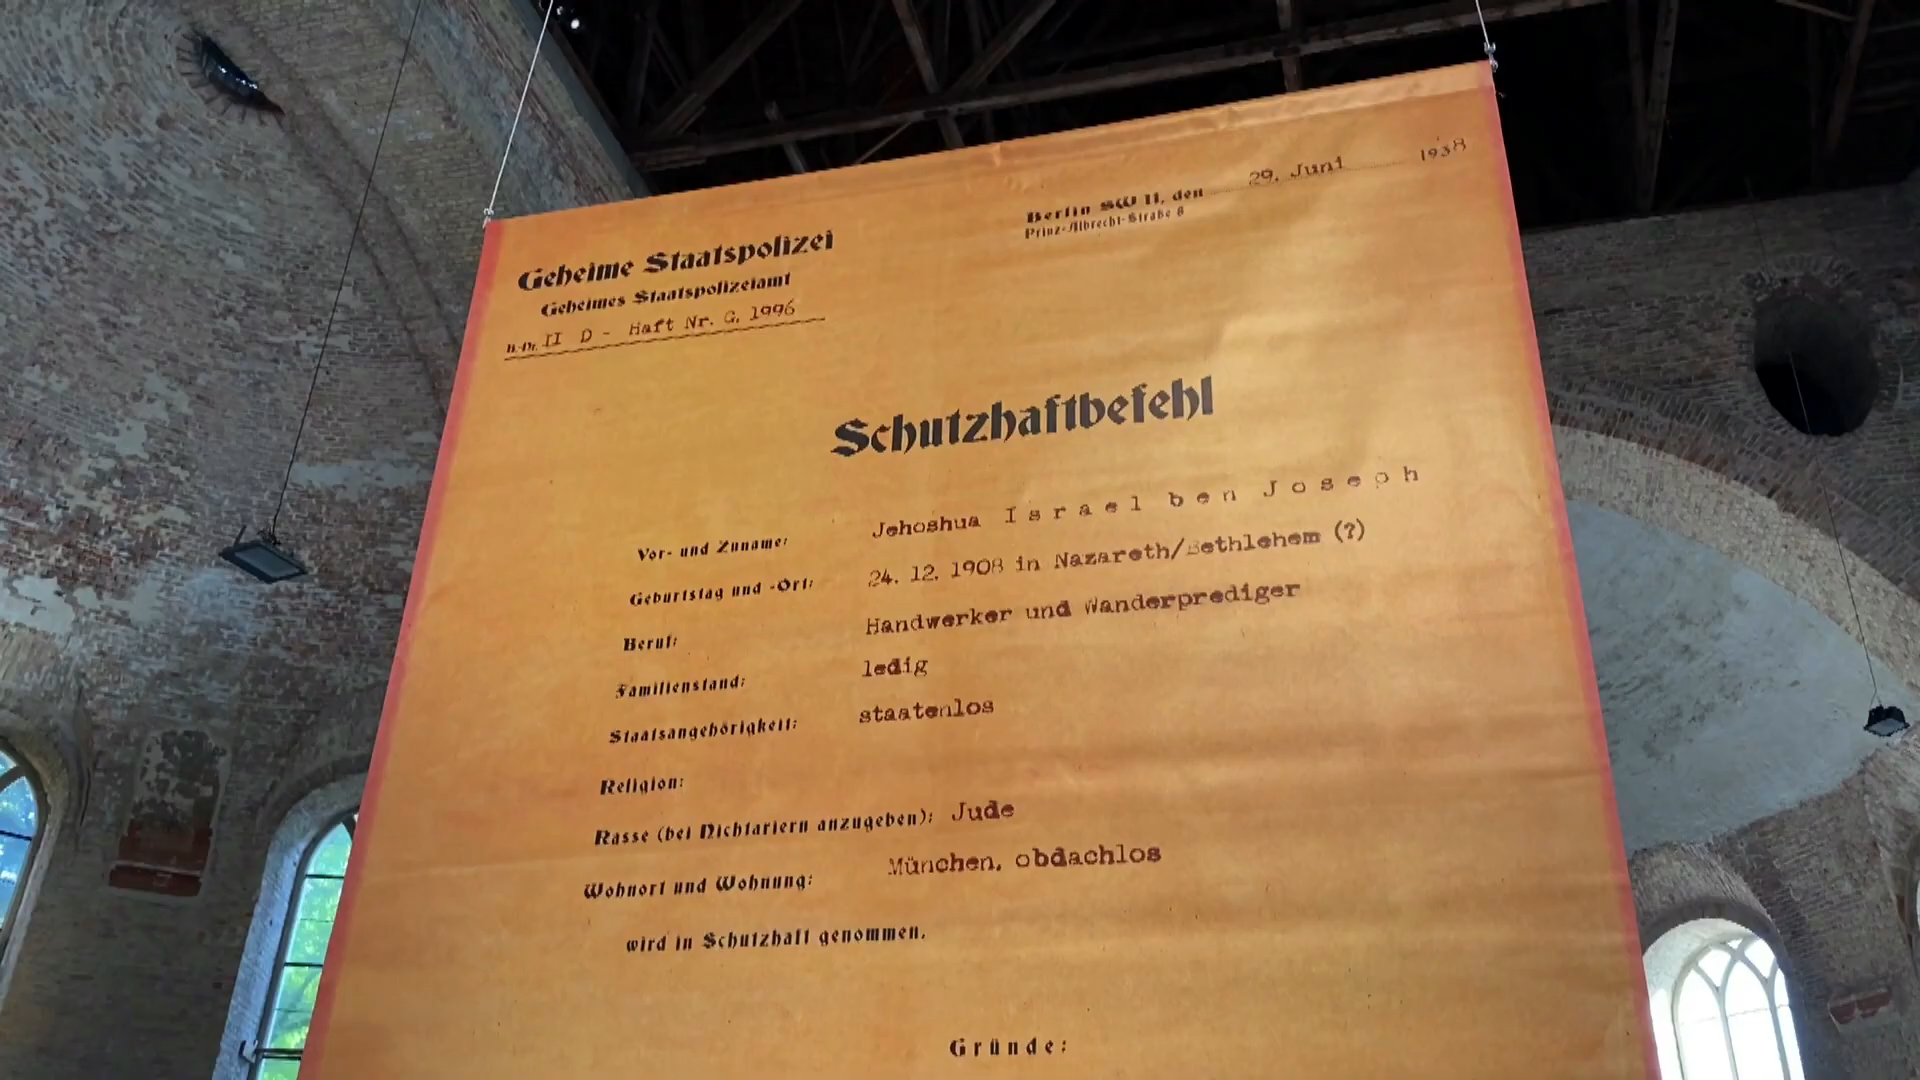 Berlin SW 11, den 29. Juni 1938
Prinz-Albrecht-Straße 8
Geheime Staatspolizei
Geheimes Staatspolizeiamt
B.-Nr. II D - Haft Nr. G. 1996
Schutzhaftbefehl
Vor- und Zuname: Jehoshua Israel ben Joseph
Geburtstag und -Ort: 24. 12. 1908 in Nazareth/Bethlehem (?)
Beruf: Handwerker und Wanderprediger
Familienstand: ledig
Staatsangehörigkeit: staatenlos
Religion:
Rasse (bei Nichtariern anzugeben): Jude
Wohnort und Wohnung: München, obdachlos
wird in Schutzhaft genommen.
Gründe: